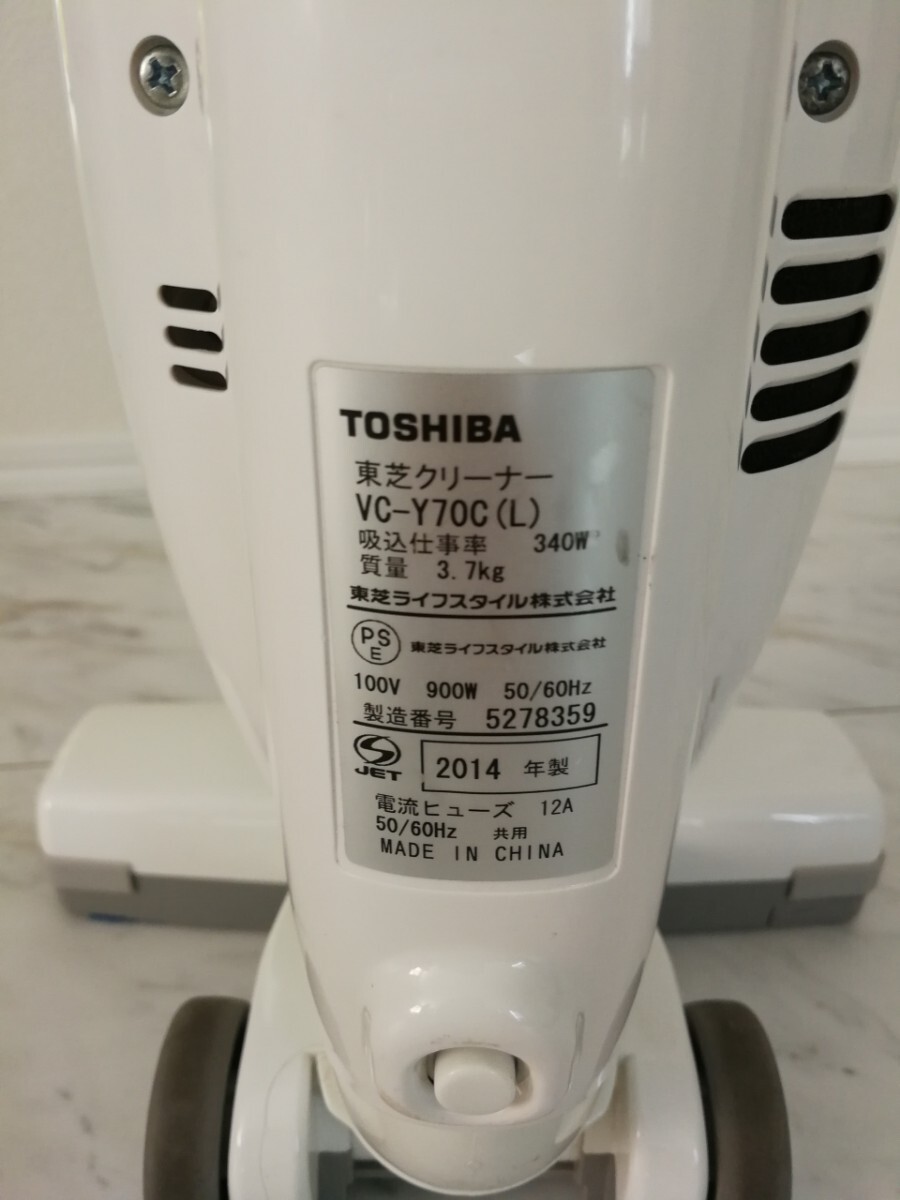 TOSHIBA
東芝クリーナー
VC-Y70C(L)
吸込仕事率 340W
質量 3.7kg
東芝ライフスタイル株式会社
PS E 東芝ライフスタイル株式会社
100V 900W 50/60Hz
製造番号 5278359
JET 2014 年製
電流ヒューズ 12A
50/60Hz 共用
MADE IN CHINA